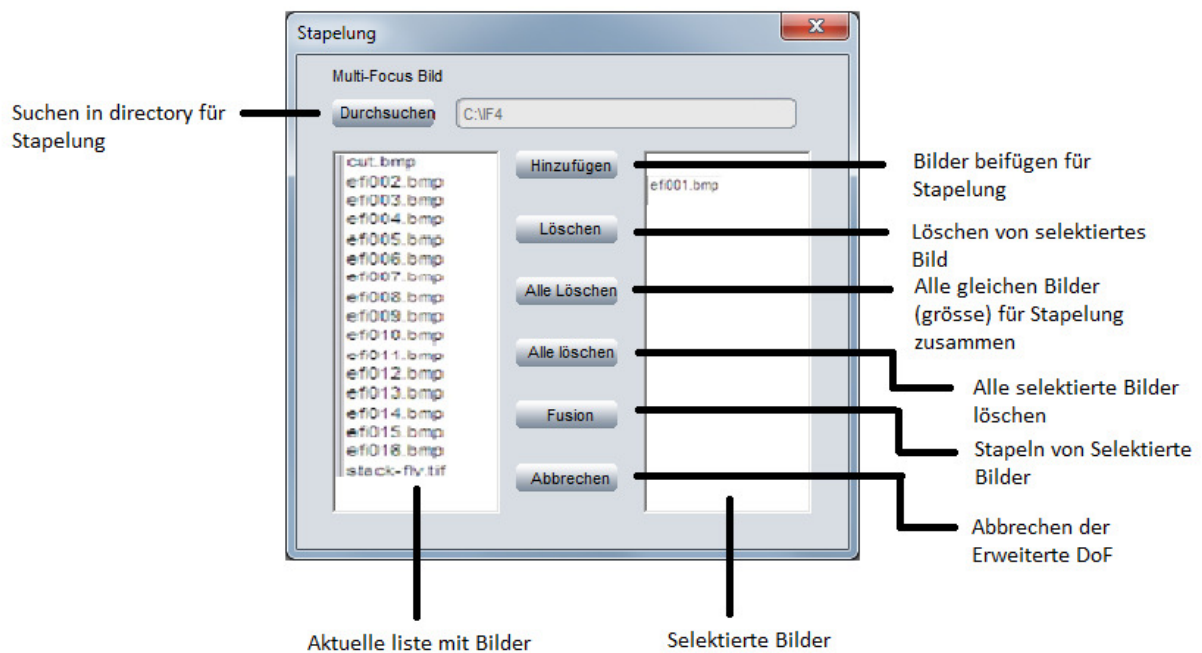 Stapelung
Multi-Focus Bild
Suchen in directory für
Stapelung
Durchsuchen
C:\IF4
cut.bmp
efi002.bmp
efi003.bmp
efi004.bmp
efi005.bmp
efi006.bmp
efi007.bmp
efi008.bmp
efi009.bmp
efi010.bmp
efi011.bmp
efi012.bmp
efi013.bmp
efi014.bmp
efi015.bmp
efi018.bmp
stack-fly.tif
Hinzufügen
Löschen
Alle Löschen
Alle löschen
Fusion
Abbrechen
efi001.bmp
Bilder beifügen für
Stapelung
Löschen von selektiertes
Bild
Alle gleichen Bilder
(grösse) für Stapelung
zusammen
Alle selektierte Bilder
löschen
Stapeln von Selektierte
Bilder
Abbrechen der
Erweiterte DoF
Aktuelle liste mit Bilder
Selektierte Bilder